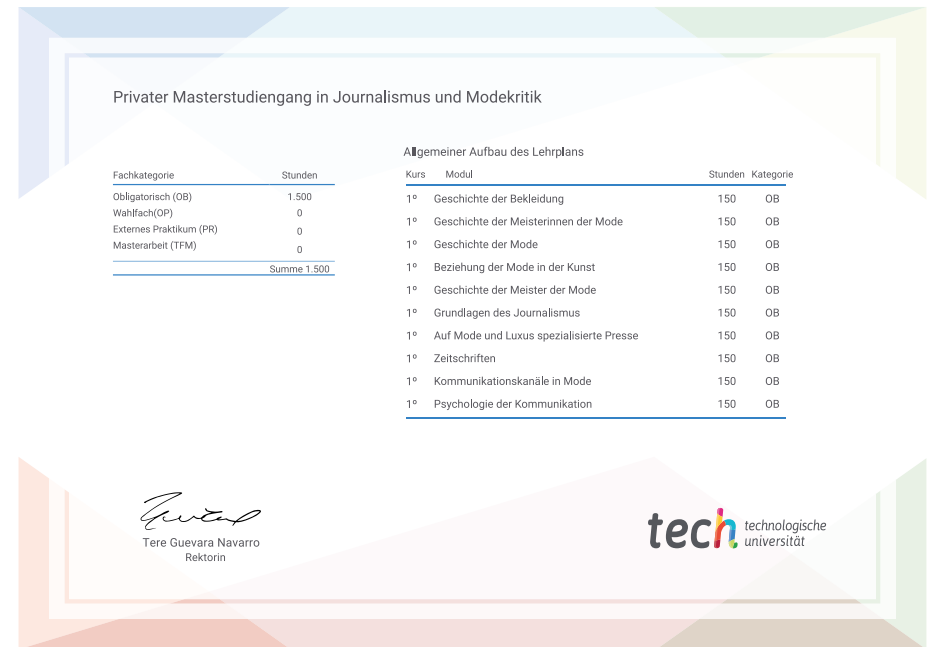 Privater Masterstudiengang in Journalismus und Modekritik
Fachkategorie Stunden
Obligatorisch (OB) 1.500
Wahlfach(OP) 0
Externes Praktikum (PR) 0
Masterarbeit (TFM) 0
Summe 1.500
Allgemeiner Aufbau des Lehrplans
Kurs Modul Stunden Kategorie
1º Geschichte der Bekleidung 150 OB
1º Geschichte der Meisterinnen der Mode 150 OB
1º Geschichte der Mode 150 OB
1º Beziehung der Mode in der Kunst 150 OB
1º Geschichte der Meister der Mode 150 OB
1º Grundlagen des Journalismus 150 OB
1º Auf Mode und Luxus spezialisierte Presse 150 OB
1º Zeitschriften 150 OB
1º Kommunikationskanäle in Mode 150 OB
1º Psychologie der Kommunikation 150 OB
Tere Guevara Navarro
Rektorin
tech technologische
universität